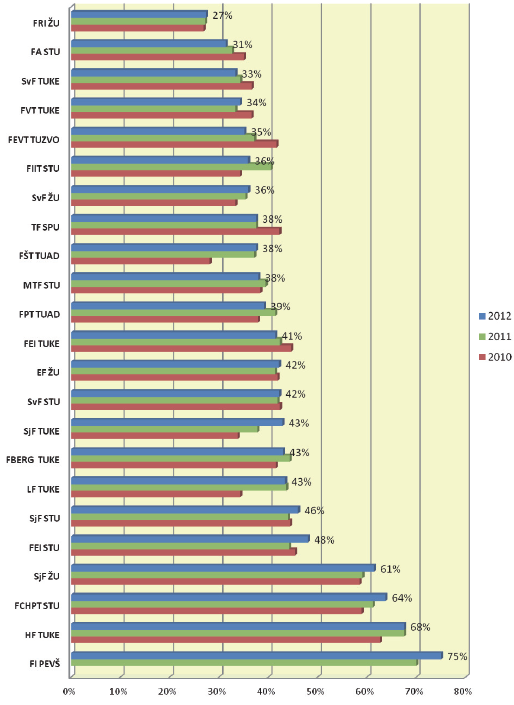 FRI ŽU 27%
FA STU 31%
SvF TUKE 33%
FVT TUKE 34%
FEVT TUZVO 35%
FIIT STU 36%
SvF ŽU 36%
TF SPU 38%
FŠT TUAD 38%
MTF STU 38%
FPT TUAD 39%
FEI TUKE 41%
EF ŽU 42%
SvF STU 42%
SjF TUKE 43%
FBERG TUKE 43%
LF TUKE 43%
SjF STU 46%
FEI STU 48%
SjF ŽU 61%
FCHPT STU 64%
HF TUKE 68%
FI PEVŠ 75%
0% 10% 20% 30% 40% 50% 60% 70% 80%
2012
2011
2010